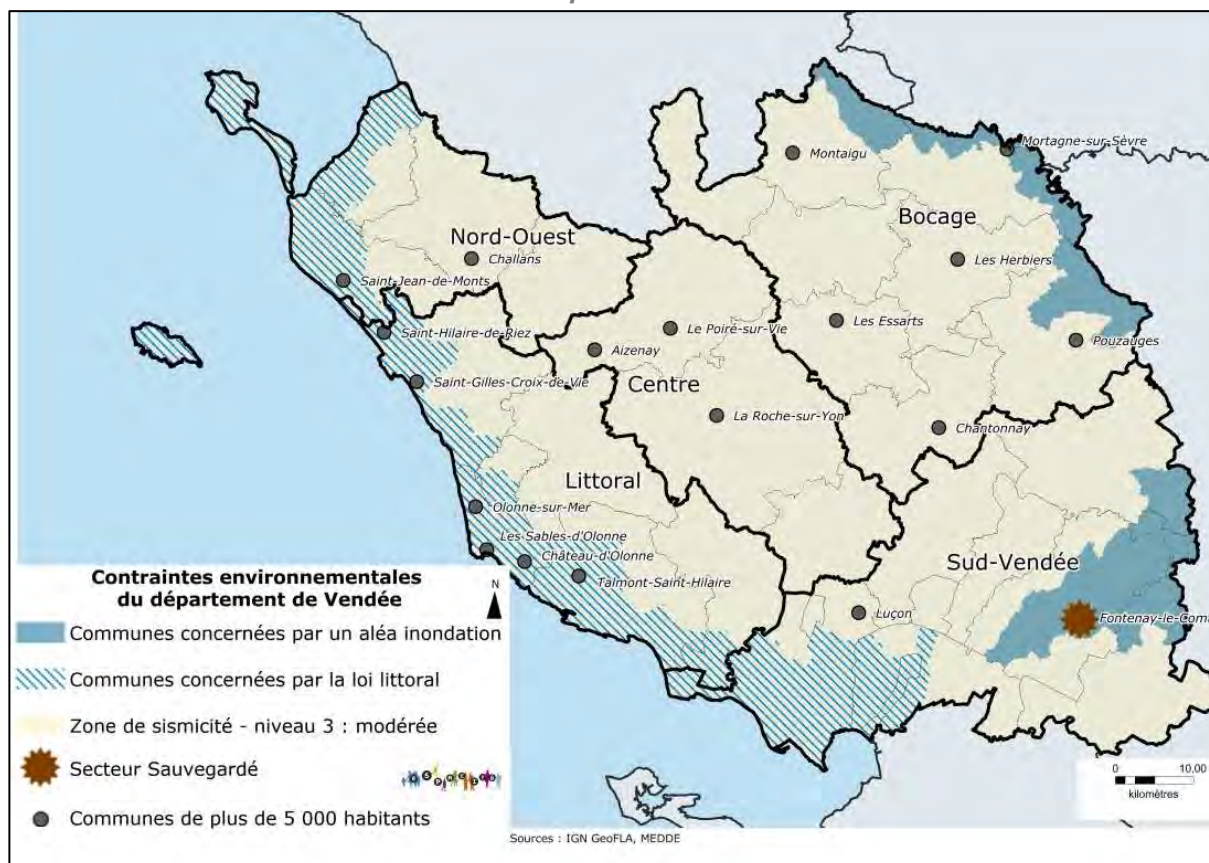 Mortagne-sur-Sèvre
Montaigu
Bocage
Nord-Ouest
Challans
Les Herbiers
Saint-Jean-de-Monts
Les Essarts
Le Poiré-sur-Vie
Saint-Hilaire-de-Riez
Pouzauges
Aizenay
Saint-Gilles-Croix-de-Vie
Centre
La Roche-sur-Yon
Chantonnay
Littoral
Olonne-sur-Mer
Les-Sables-d'Olonne
Château-d'Olonne
Talmont-Saint-Hilaire
Sud-Vendée
Luçon
Fontenay-le-Comt
Contraintes environnementales
du département de Vendée
N
Communes concernées par un aléa inondation
Communes concernées par la loi littoral
Zone de sismicité - niveau 3 : modérée
Secteur Sauvegardé
Communes de plus de 5 000 habitants
0 10,00
kilomètres
Sources : IGN GeoFLA, MEDDE